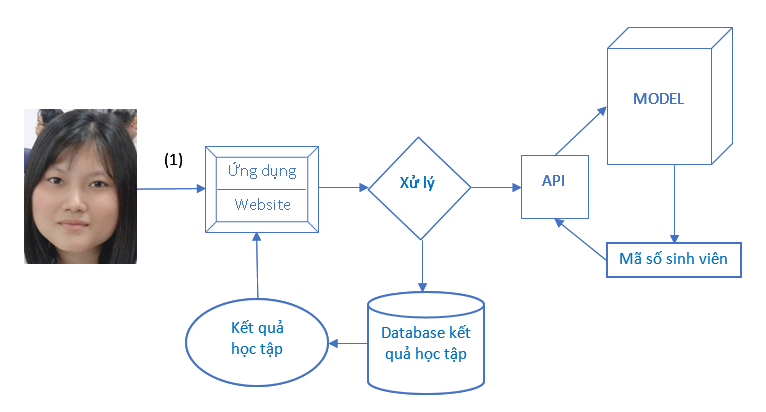 (1)
Ứng dụng
Website
Xử lý
API
MODEL
Mã số sinh viên
Kết quả
học tập
Database kết
quả học tập